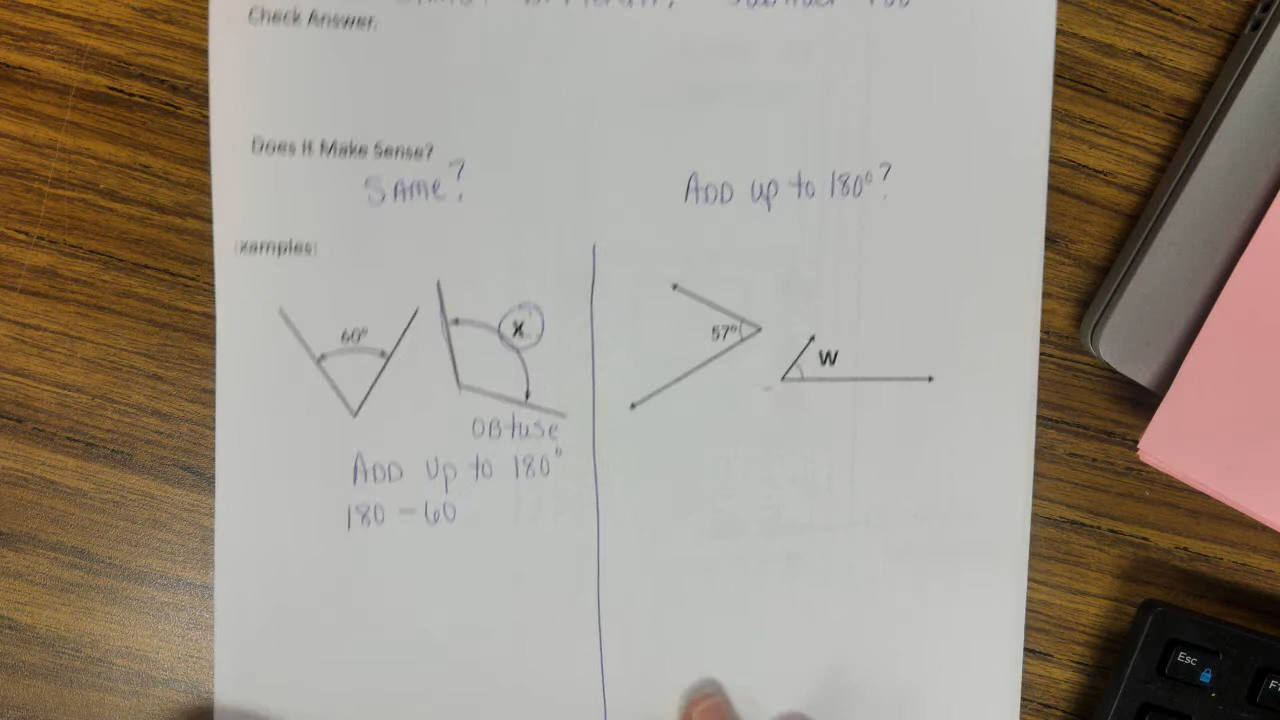 Check Answer.
Does It Make Sense?
SAME?
ADD up to 180°?
xamples:
60°
x
57°
W
OBtuse
ADD up to 180°
180 - 60
Esc